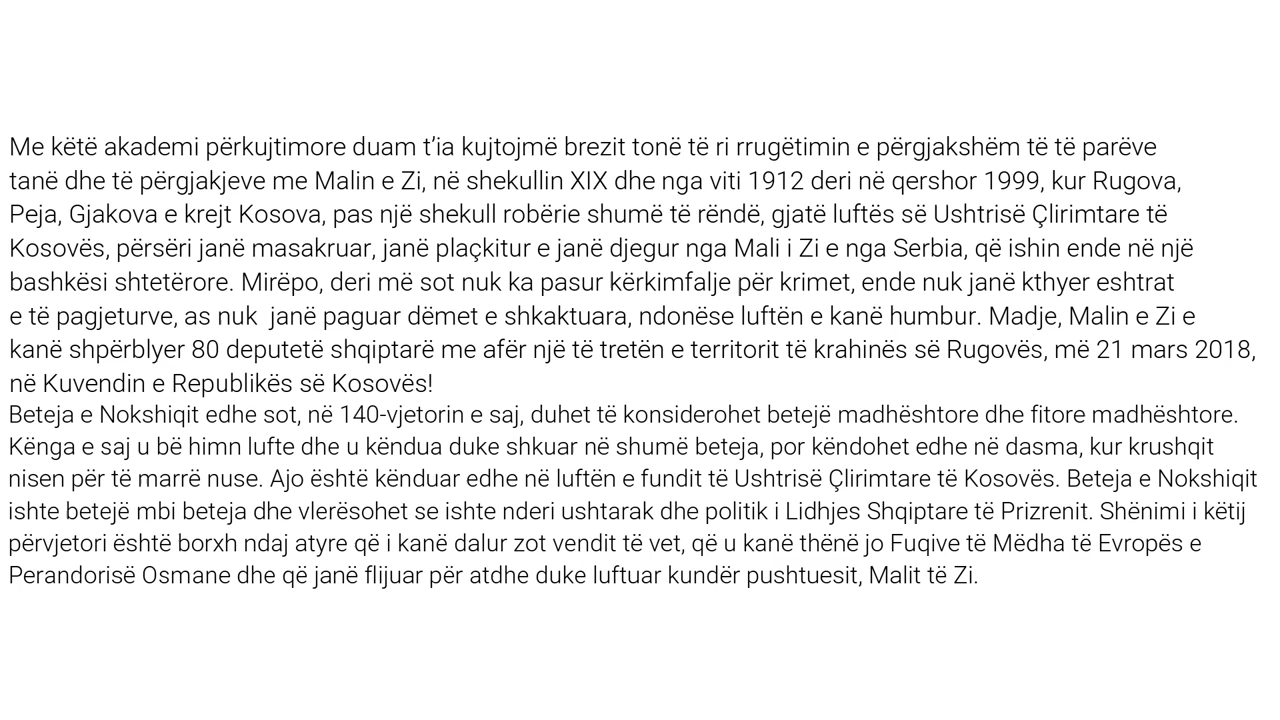 Me këtë akademi përkujtimore duam t’ia kujtojmë brezit tonë të ri rrugëtimin e përgjakshëm të të parëve
tanë dhe të përgjakjeve me Malin e Zi, në shekullin XIX dhe nga viti 1912 deri në qershor 1999, kur Rugova,
Peja, Gjakova e krejt Kosova, pas një shekull robërie shumë të rëndë, gjatë luftës së Ushtrisë Çlirimtare të
Kosovës, përsëri janë masakruar, janë plaçkitur e janë djegur nga Mali i Zi e nga Serbia, që ishin ende në një
bashkësi shtetërore. Mirëpo, deri më sot nuk ka pasur kërkimfalje për krimet, ende nuk janë kthyer eshtrat
e të pagjeturve, as nuk  janë paguar dëmet e shkaktuara, ndonëse luftën e kanë humbur. Madje, Malin e Zi e
kanë shpërblyer 80 deputetë shqiptarë me afër një të tretën e territorit të krahinës së Rugovës, më 21 mars 2018,
në Kuvendin e Republikës së Kosovës!
Beteja e Nokshiqit edhe sot, në 140-vjetorin e saj, duhet të konsiderohet betejë madhështore dhe fitore madhështore.
Kënga e saj u bë himn lufte dhe u këndua duke shkuar në shumë beteja, por këndohet edhe në dasma, kur krushqit
nisen për të marrë nuse. Ajo është kënduar edhe në luftën e fundit të Ushtrisë Çlirimtare të Kosovës. Beteja e Nokshiqit
ishte betejë mbi beteja dhe vlerësohet se ishte nderi ushtarak dhe politik i Lidhjes Shqiptare të Prizrenit. Shënimi i këtij
përvjetori është borxh ndaj atyre që i kanë dalur zot vendit të vet, që u kanë thënë jo Fuqive të Mëdha të Evropës e
Perandorisë Osmane dhe që janë flijuar për atdhe duke luftuar kundër pushtuesit, Malit të Zi.